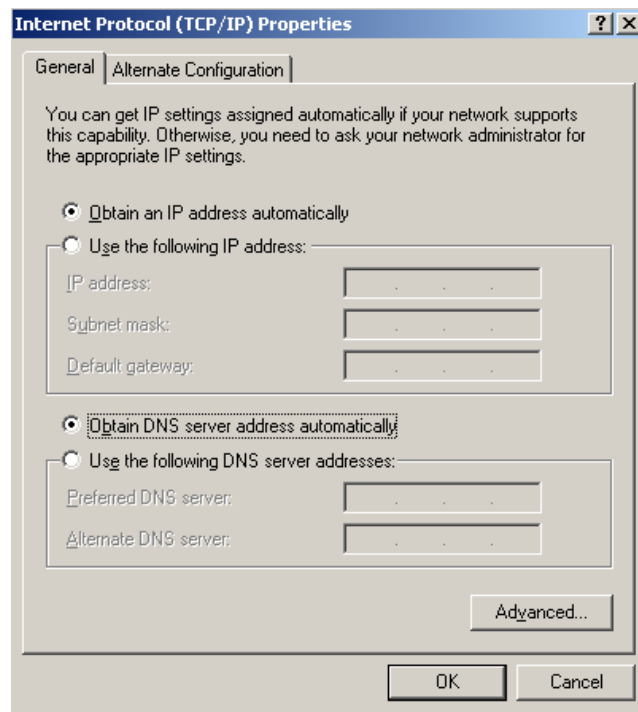 Internet Protocol (TCP/IP) Properties
General
Alternate Configuration
You can get IP settings assigned automatically if your network supports
this capability. Otherwise, you need to ask your network administrator for
the appropriate IP settings.
Obtain an IP address automatically
Use the following IP address:
IP address:
Subnet mask:
Default gateway:
Obtain DNS server address automatically
Use the following DNS server addresses:
Preferred DNS server:
Alternate DNS server:
Advanced...
OK
Cancel